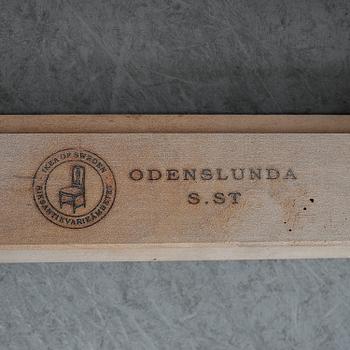 IKEA OF SWEDEN
RIKSANTIKVARIEÄMBETET
ODENSLUNDA
S.ST